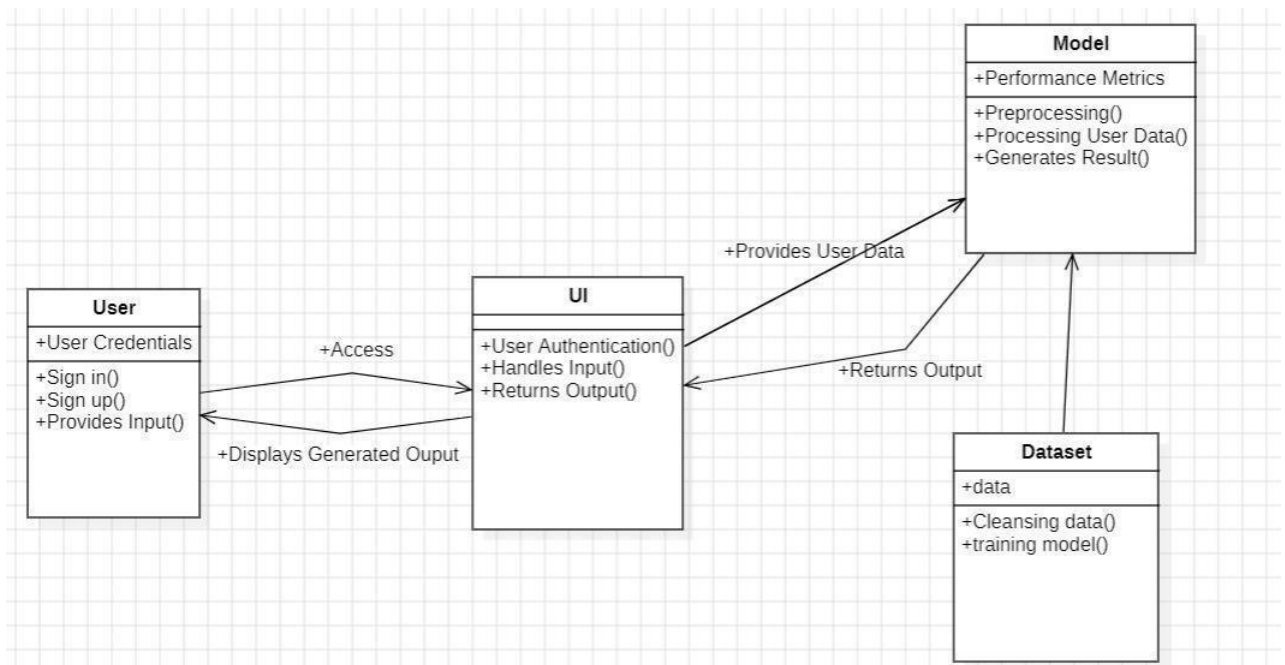 Model
+Performance Metrics
+Preprocessing()
+Processing User Data()
+Generates Result()
+Provides User Data
User
+User Credentials
+Sign in()
+Sign up()
+Provides Input()
+Access
+Displays Generated Ouput
UI
+User Authentication()
+Handles Input()
+Returns Output()
+Returns Output
Dataset
+data
+Cleansing data()
+training model()